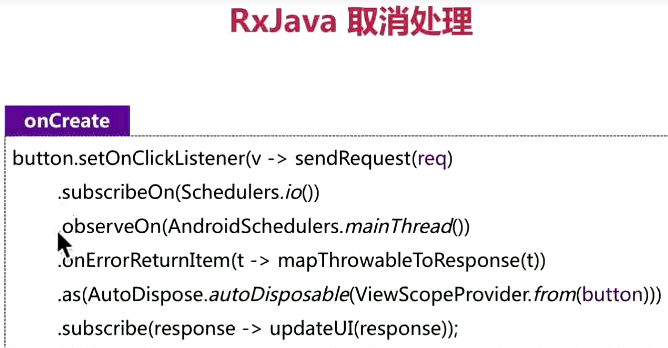 RxJava 取消处理
onCreate
button.setOnClickListener(v -> sendRequest(req)
.subscribeOn(Schedulers.io())
.observeOn(AndroidSchedulers.mainThread())
.onErrorReturnItem(t -> mapThrowableToResponse(t))
.as(AutoDispose.autoDisposable(ViewScopeProvider.from(button)))
.subscribe(response -> updateUI(response));